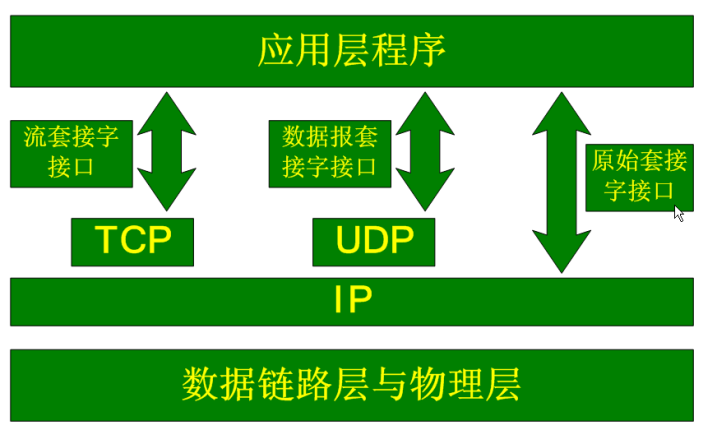 应用层程序
流套接字
接口
数据报套
接字接口
原始套接
字接口
TCP
UDP
IP
数据链路层与物理层